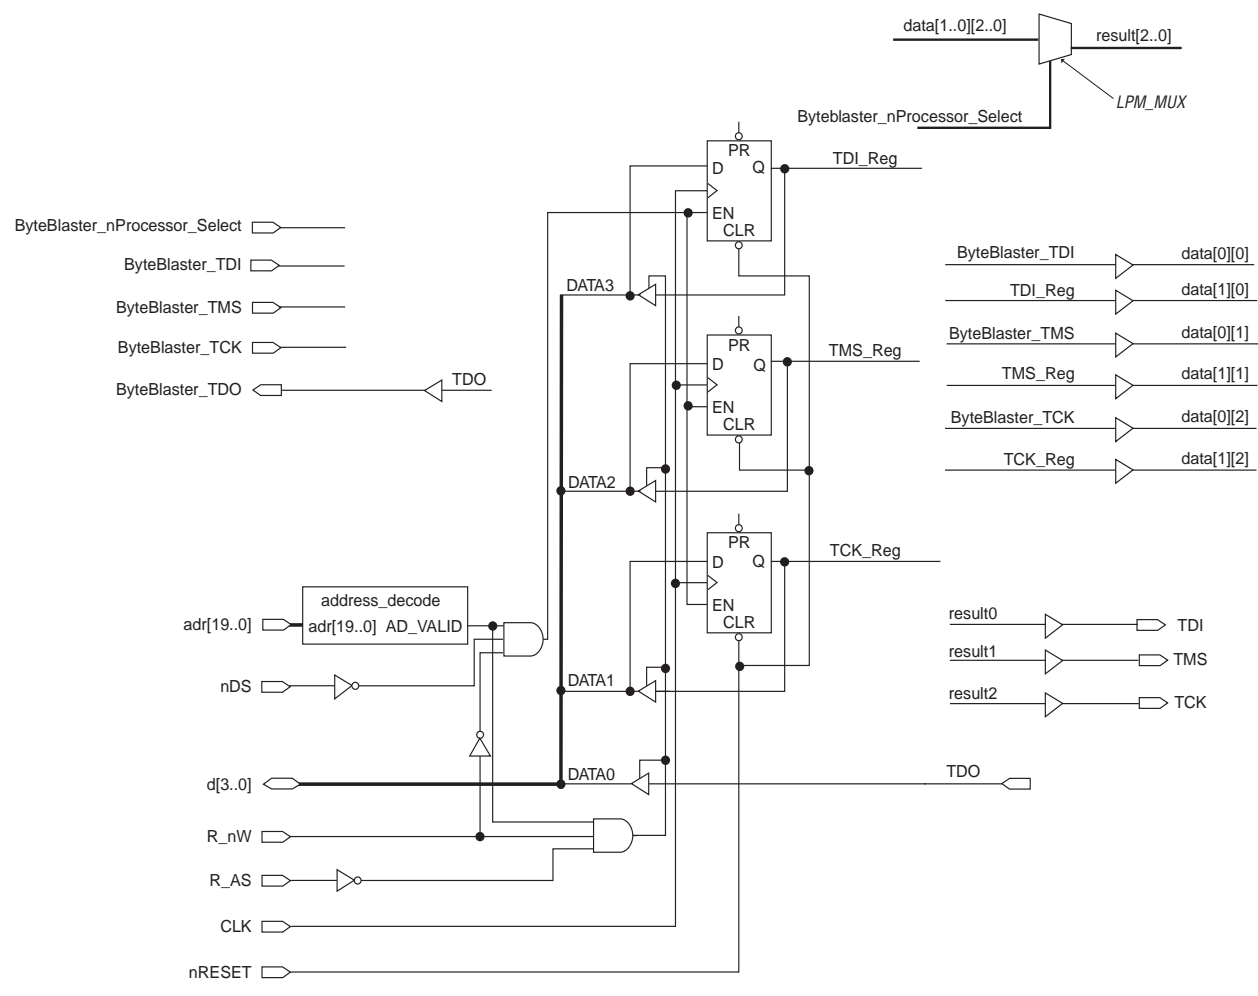 data[1..0][2..0]
result[2..0]
LPM_MUX
Byteblaster_nProcessor_Select
PR
D
Q
EN
CLR
TDI_Reg
ByteBlaster_nProcessor_Select
ByteBlaster_TDI
ByteBlaster_TMS
ByteBlaster_TCK
ByteBlaster_TDO
TDO
DATA3
PR
D
Q
EN
CLR
TMS_Reg
DATA2
PR
D
Q
EN
CLR
TCK_Reg
DATA1
DATA0
TDO
ByteBlaster_TDI
data[0][0]
TDI_Reg
data[1][0]
ByteBlaster_TMS
data[0][1]
TMS_Reg
data[1][1]
ByteBlaster_TCK
data[0][2]
TCK_Reg
data[1][2]
result0
TDI
result1
TMS
result2
TCK
address_decode
adr[19..0]
adr[19..0] AD_VALID
nDS
d[3..0]
R_nW
R_AS
CLK
nRESET